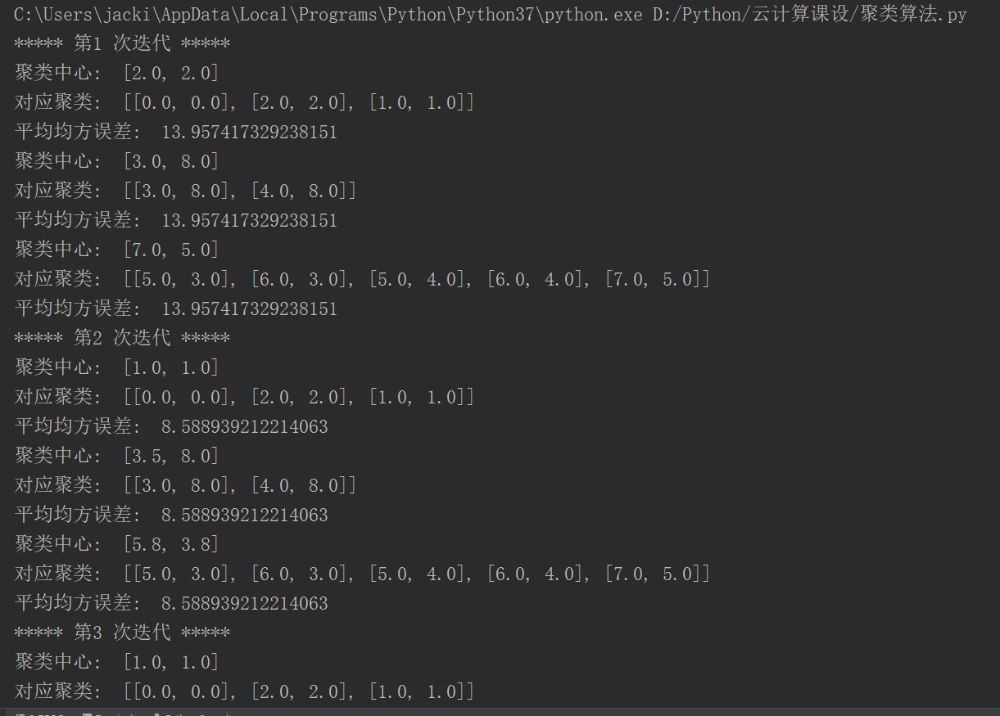 C:\Users\jacki\AppData\Local\Programs\Python\Python37\python.exe D:/Python/云计算课设/聚类算法.py
***** 第1 次迭代 *****
聚类中心: [2.0, 2.0]
对应聚类: [[0.0, 0.0], [2.0, 2.0], [1.0, 1.0]]
平均均方误差: 13.957417329238151
聚类中心: [3.0, 8.0]
对应聚类: [[3.0, 8.0], [4.0, 8.0]]
平均均方误差: 13.957417329238151
聚类中心: [7.0, 5.0]
对应聚类: [[5.0, 3.0], [6.0, 3.0], [5.0, 4.0], [6.0, 4.0], [7.0, 5.0]]
平均均方误差: 13.957417329238151
***** 第2 次迭代 *****
聚类中心: [1.0, 1.0]
对应聚类: [[0.0, 0.0], [2.0, 2.0], [1.0, 1.0]]
平均均方误差: 8.588939212214063
聚类中心: [3.5, 8.0]
对应聚类: [[3.0, 8.0], [4.0, 8.0]]
平均均方误差: 8.588939212214063
聚类中心: [5.8, 3.8]
对应聚类: [[5.0, 3.0], [6.0, 3.0], [5.0, 4.0], [6.0, 4.0], [7.0, 5.0]]
平均均方误差: 8.588939212214063
***** 第3 次迭代 *****
聚类中心: [1.0, 1.0]
对应聚类: [[0.0, 0.0], [2.0, 2.0], [1.0, 1.0]]